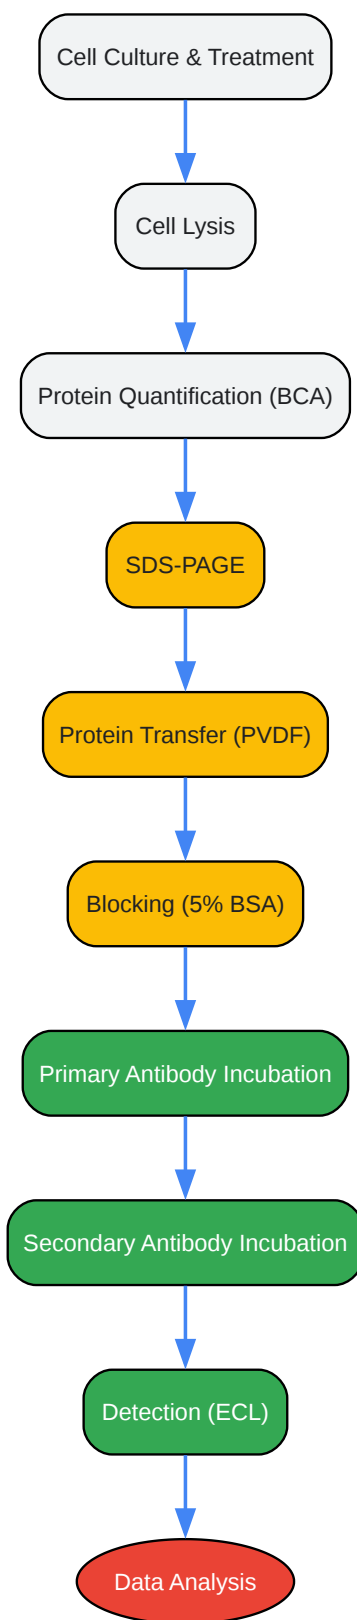 Cell Culture & Treatment
Cell Lysis
Protein Quantification (BCA)
SDS-PAGE
Protein Transfer (PVDF)
Blocking (5% BSA)
Primary Antibody Incubation
Secondary Antibody Incubation
Detection (ECL)
Data Analysis